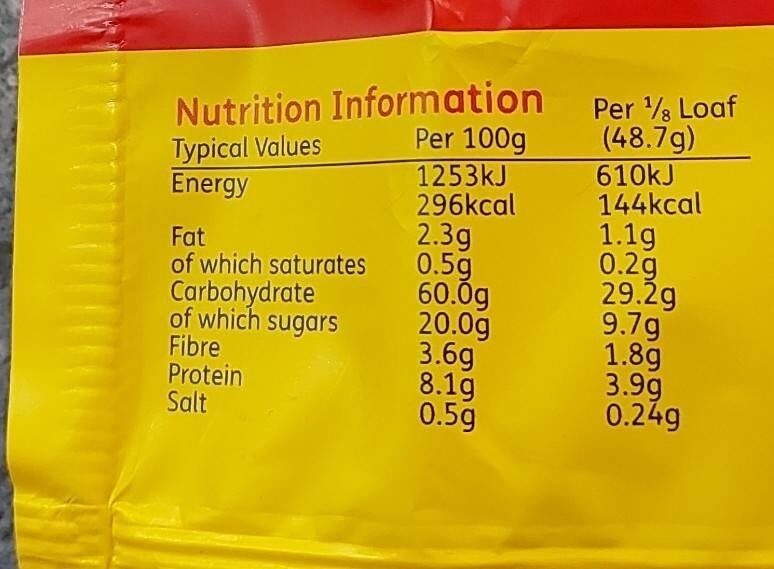 Nutrition Information Per ⅛ Loaf
Typical Values Per 100g (48.7g)
Energy 1253kJ 610kJ
296kcal 144kcal
Fat 2.3g 1.1g
of which saturates 0.5g 0.2g
Carbohydrate 60.0g 29.2g
of which sugars 20.0g 9.7g
Fibre 3.6g 1.8g
Protein 8.1g 3.9g
Salt 0.5g 0.24g